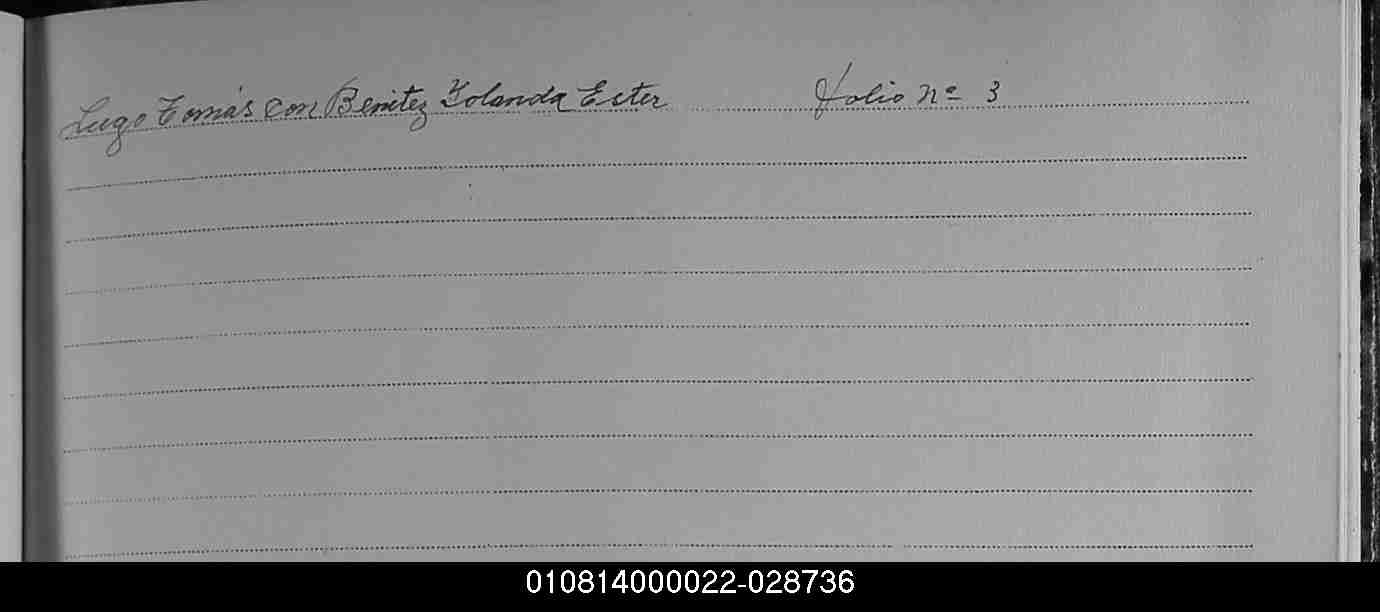 Lugo Tomás con Benitez Yolanda Ester Folio nº 3
010814000022-028736